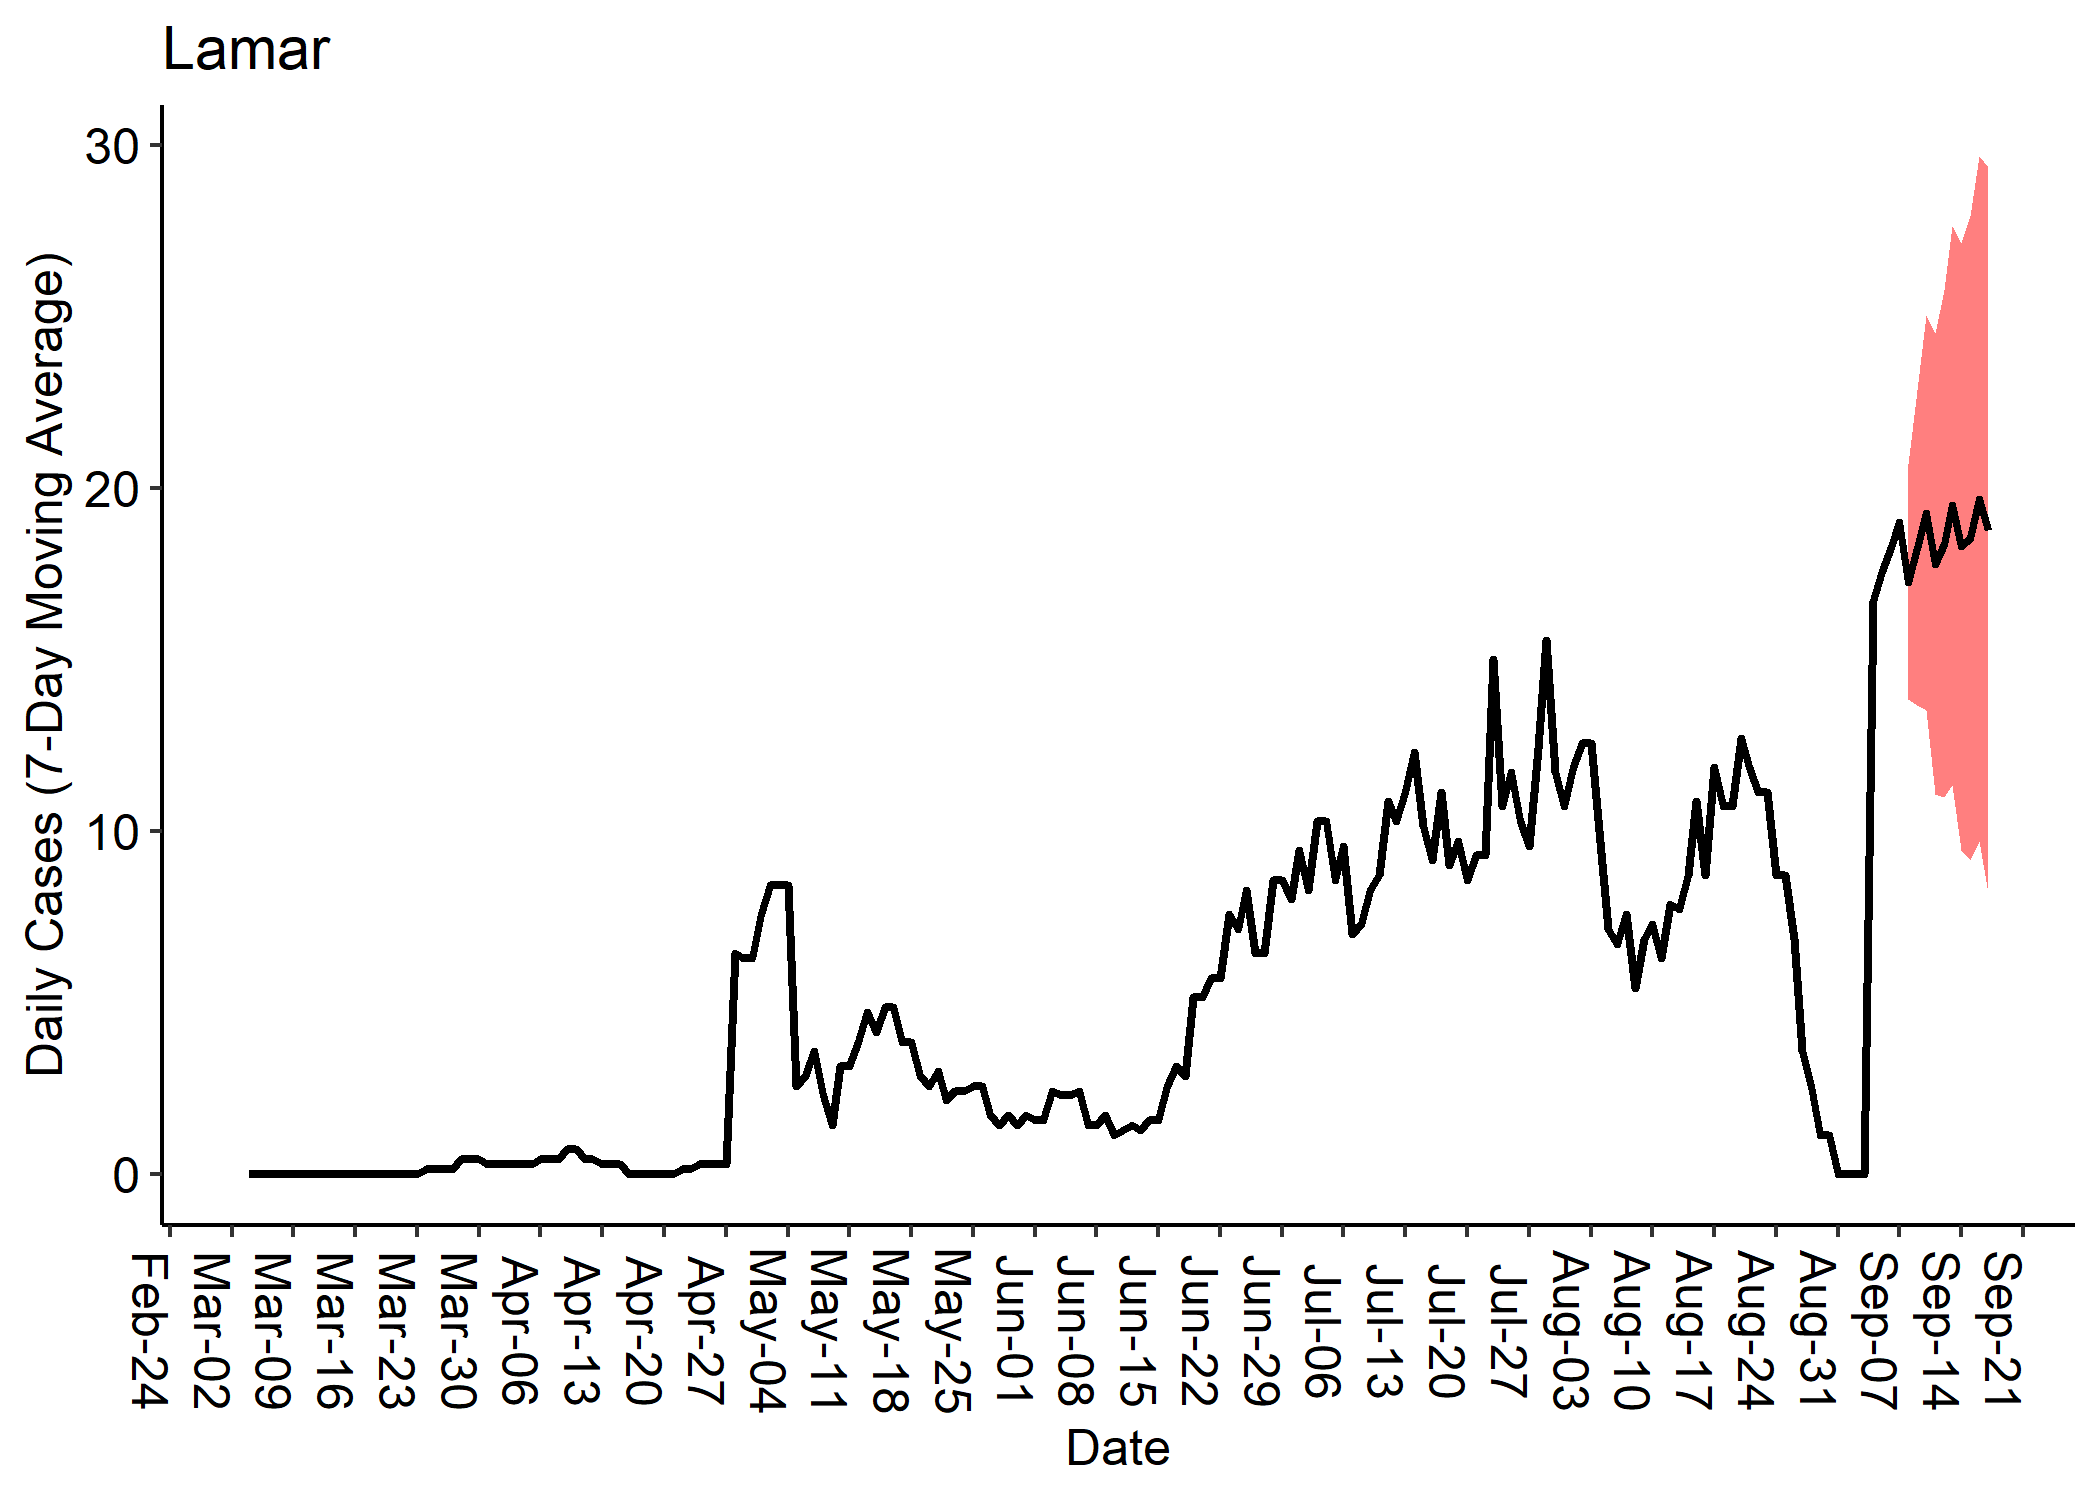 Lamar
Daily Cases (7-Day Moving Average)
30
20
10
0
Feb-24
Mar-02
Mar-09
Mar-16
Mar-23
Mar-30
Apr-06
Apr-13
Apr-20
Apr-27
May-04
May-11
May-18
May-25
Jun-01
Jun-08
Jun-15
Jun-22
Jun-29
Jul-06
Jul-13
Jul-20
Jul-27
Aug-03
Aug-10
Aug-17
Aug-24
Aug-31
Sep-07
Sep-14
Sep-21
Date